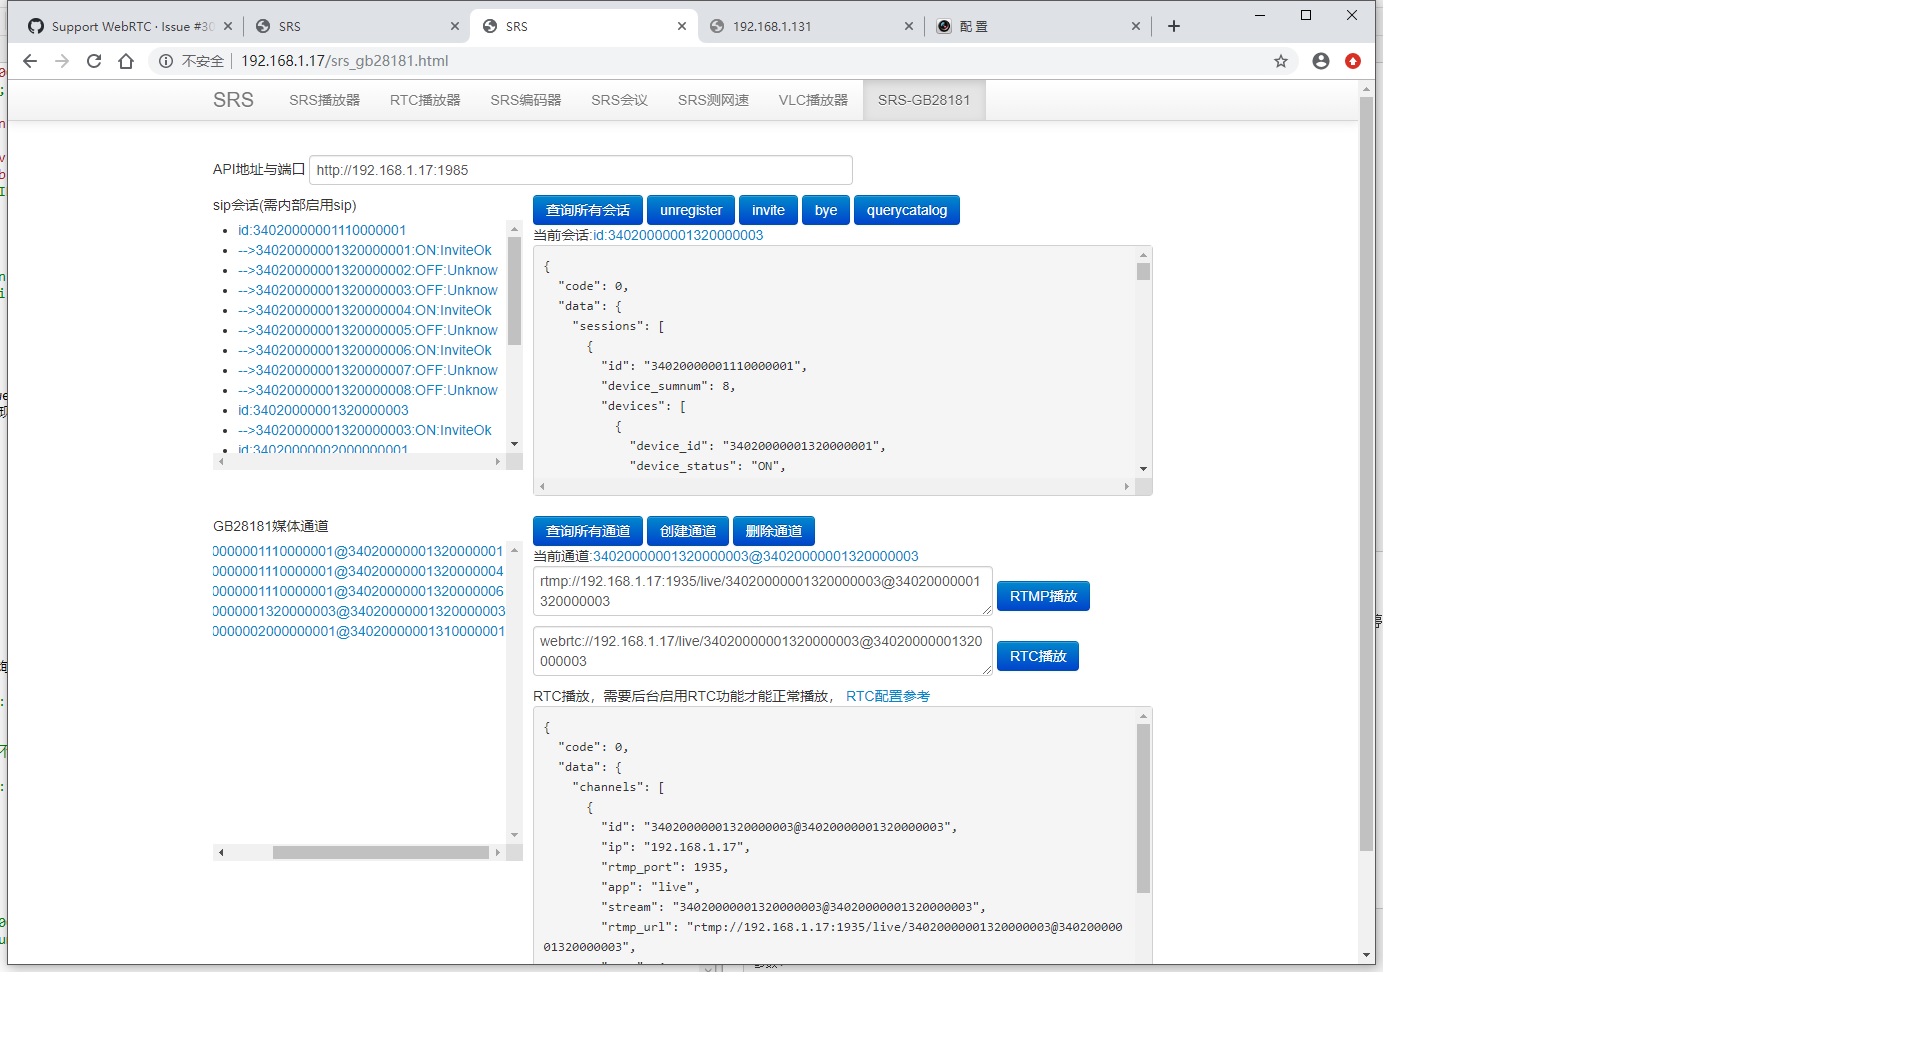 Support WebRTC · Issue #30
SRS
SRS
192.168.1.131
配 置
不安全
192.168.1.17/srs_gb28181.html
SRS SRS播放器 RTC播放器 SRS编码器 SRS会议 SRS测网速 VLC播放器 SRS-GB28181
API地址与端口 http://192.168.1.17:1985
sip会话(需内部启用sip)
id:34020000001110000001
-->34020000001320000001:ON:InviteOk
-->34020000001320000002:OFF:Unknow
-->34020000001320000003:OFF:Unknow
-->34020000001320000004:ON:InviteOk
-->34020000001320000005:OFF:Unknow
-->34020000001320000006:ON:InviteOk
-->34020000001320000007:OFF:Unknow
-->34020000001320000008:OFF:Unknow
id:34020000001320000003
-->34020000001320000003:ON:InviteOk
id:34020000002000000001
查询所有会话 unregister invite bye querycatalog
当前会话:id:34020000001320000003
{
"code": 0,
"data": {
"sessions": [
{
"id": "34020000001110000001",
"device_sumnum": 8,
"devices": [
{
"device_id": "34020000001320000001",
"device_status": "ON",
GB28181媒体通道
0000001110000001@34020000001320000001
0000001110000001@34020000001320000004
0000001110000001@34020000001320000006
0000001320000003@34020000001320000003
0000002000000001@34020000001310000001
查询所有通道 创建通道 删除通道
当前通道:34020000001320000003@34020000001320000003
rtmp://192.168.1.17:1935/live/34020000001320000003@34020000001
320000003
RTMP播放
webrtc://192.168.1.17/live/34020000001320000003@34020000001320
000003
RTC播放
RTC播放，需要后台启用RTC功能才能正常播放， RTC配置参考
{
"code": 0,
"data": {
"channels": [
{
"id": "34020000001320000003@34020000001320000003",
"ip": "192.168.1.17",
"rtmp_port": 1935,
"app": "live",
"stream": "34020000001320000003@34020000001320000003",
"rtmp_url": "rtmp://192.168.1.17:1935/live/34020000001320000003@340200000
01320000003",